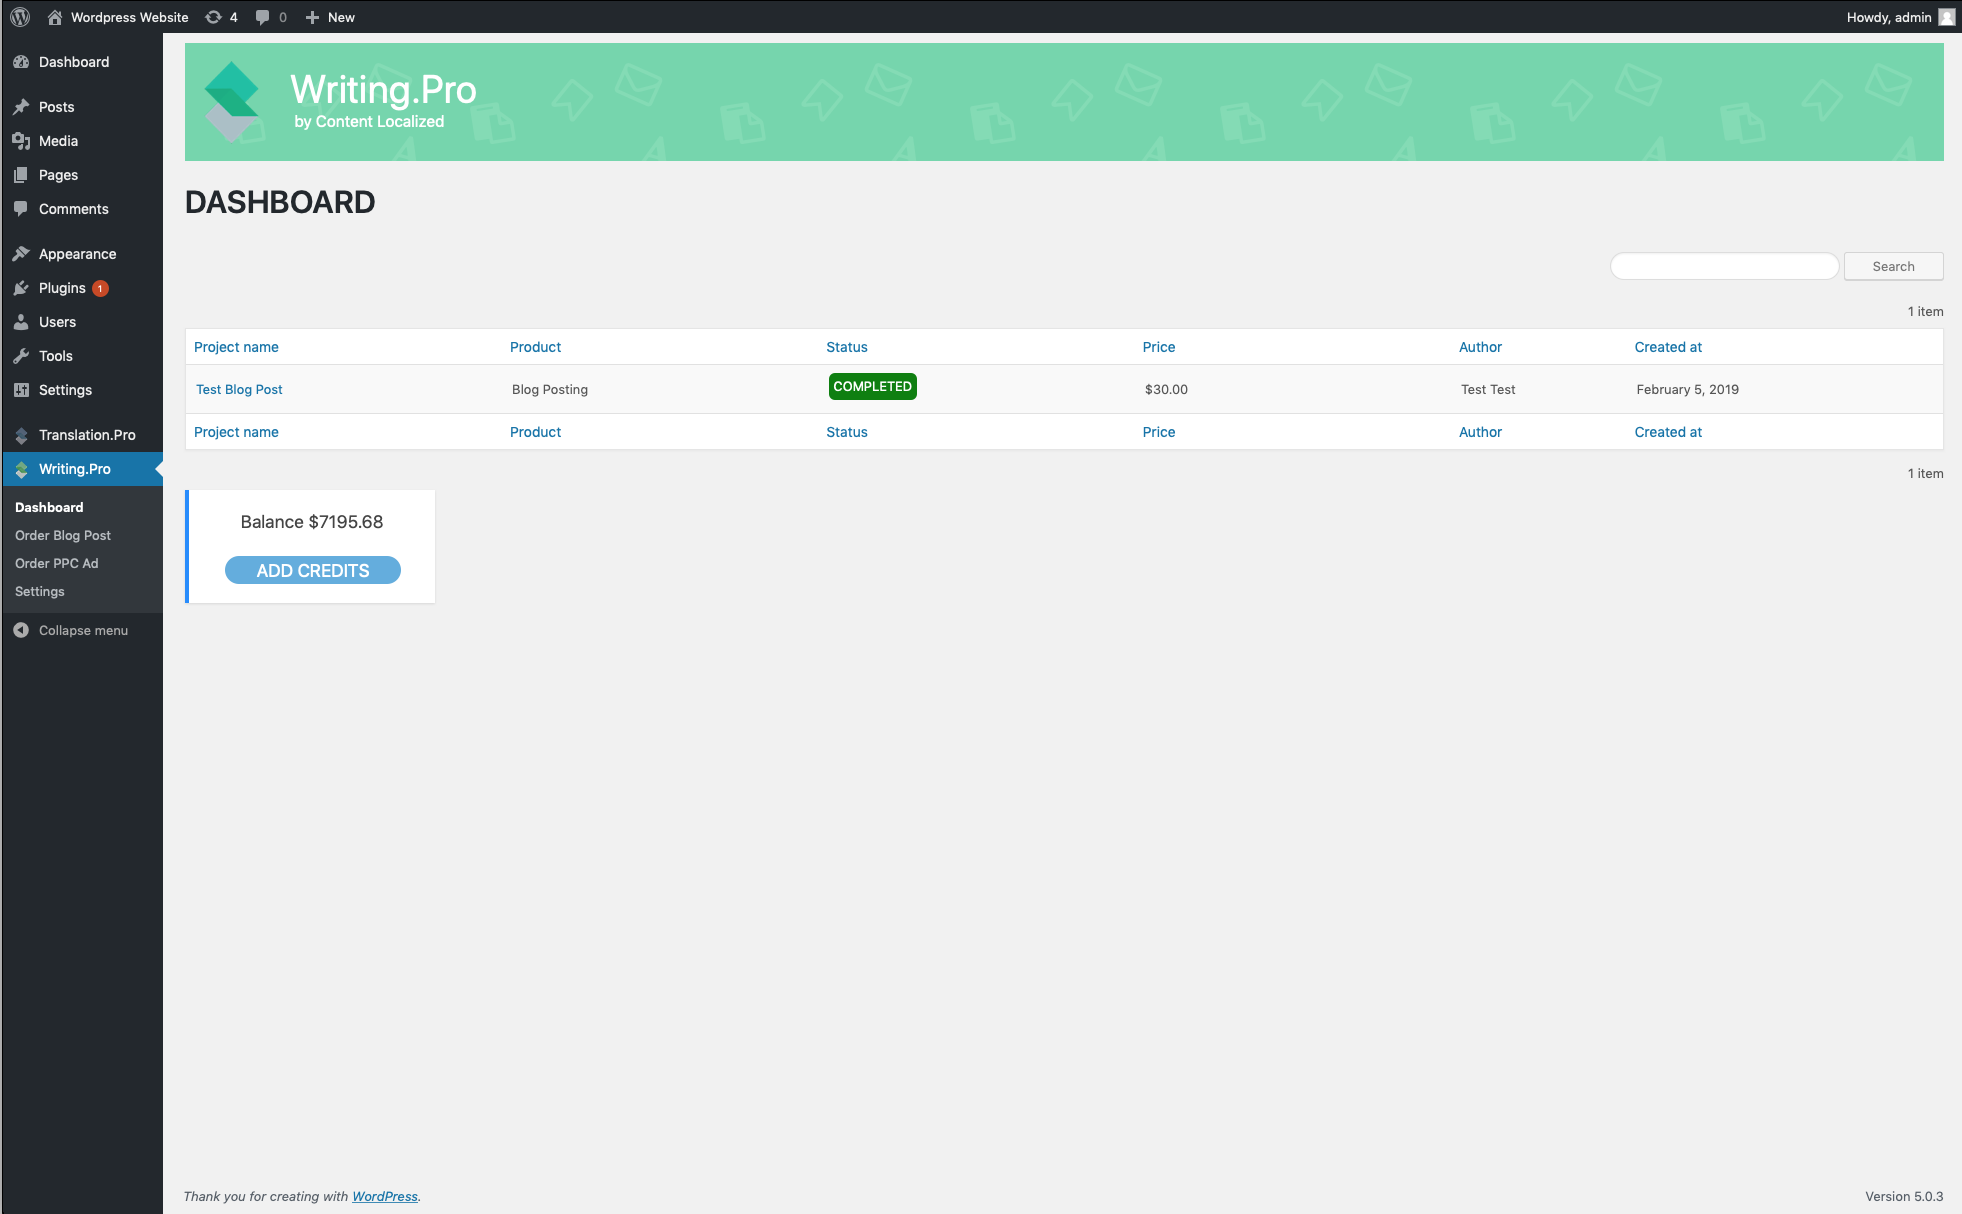 Wordpress Website 4 0 New Howdy, admin
Dashboard
Posts
Media
Pages
Comments
Appearance
Plugins 1
Users
Tools
Settings
Translation.Pro
Writing.Pro
Dashboard
Order Blog Post
Order PPC Ad
Settings
Collapse menu
Writing.Pro
by Content Localized
DASHBOARD
Search
1 item
Project name Product Status Price Author Created at
Test Blog Post Blog Posting COMPLETED $30.00 Test Test February 5, 2019
Project name Product Status Price Author Created at
1 item
Balance $7195.68
ADD CREDITS
Thank you for creating with WordPress. Version 5.0.3